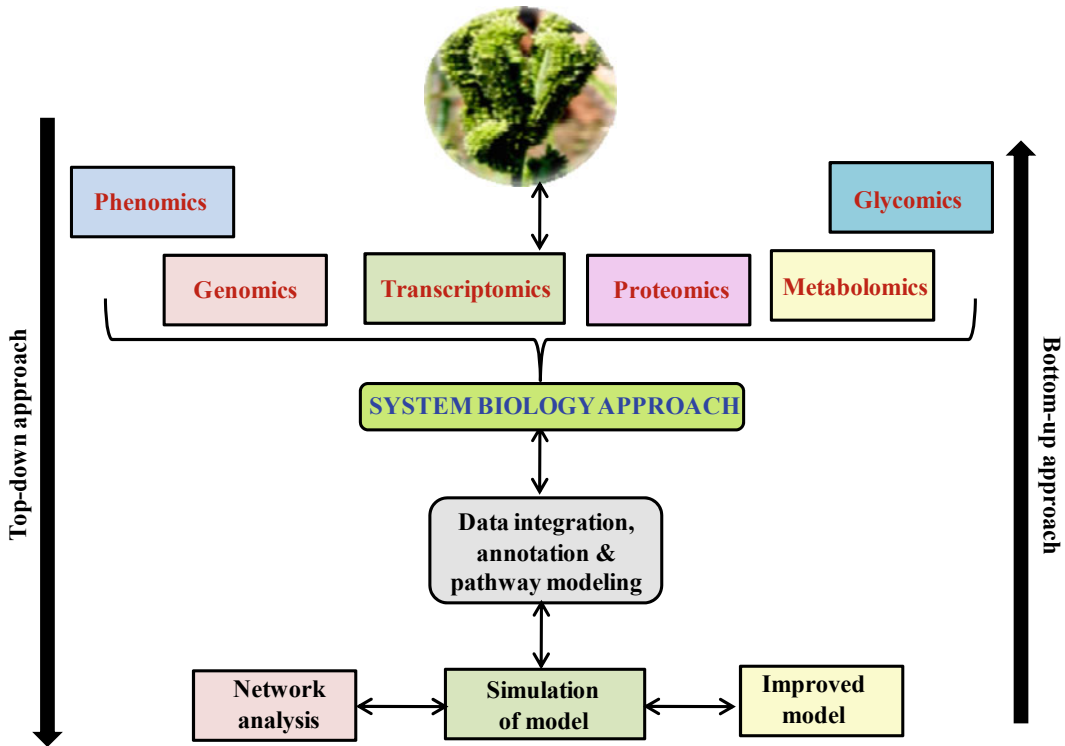 Phenomics
Glycomics
Genomics
Transcriptomics
Proteomics
Metabolomics
SYSTEM BIOLOGY APPROACH
Top-down approach
Bottom-up approach
Data integration,
annotation &
pathway modeling
Network
analysis
Simulation
of model
Improved
model